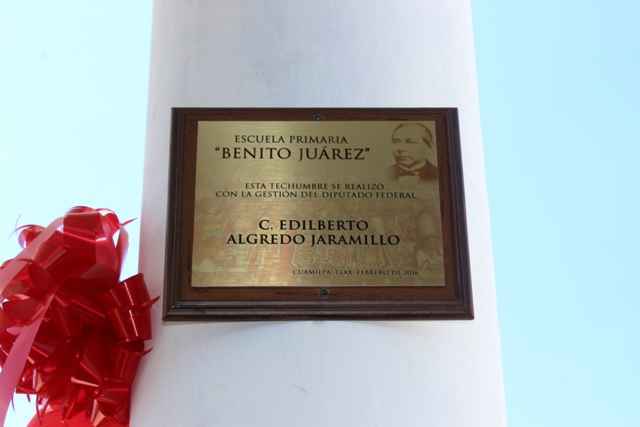 ESCUELA PRIMARIA
"BENITO JUÁREZ"
ESTA TECHUMBRE SE REALIZÓ
CON LA GESTIÓN DEL DIPUTADO FEDERAL
C. EDILBERTO
ALGREDO JARAMILLO
CUAMILPA, TLAX. FEBRERO DE 2016